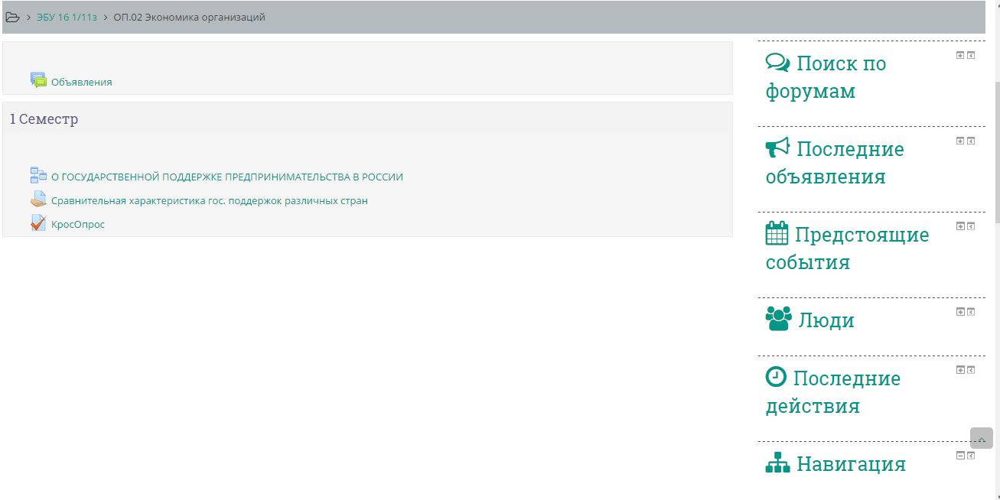 ЭБУ 16 1/11з > ОП.02 Экономика организаций
Объявления
1 Семестр
О ГОСУДАРСТВЕННОЙ ПОДДЕРЖКЕ ПРЕДПРИНИМАТЕЛЬСТВА В РОССИИ
Сравнительная характеристика гос. поддержок различных стран
КросОпрос
Поиск по
форумам
Последние
объявления
Предстоящие
события
Люди
Последние
действия
Навигация